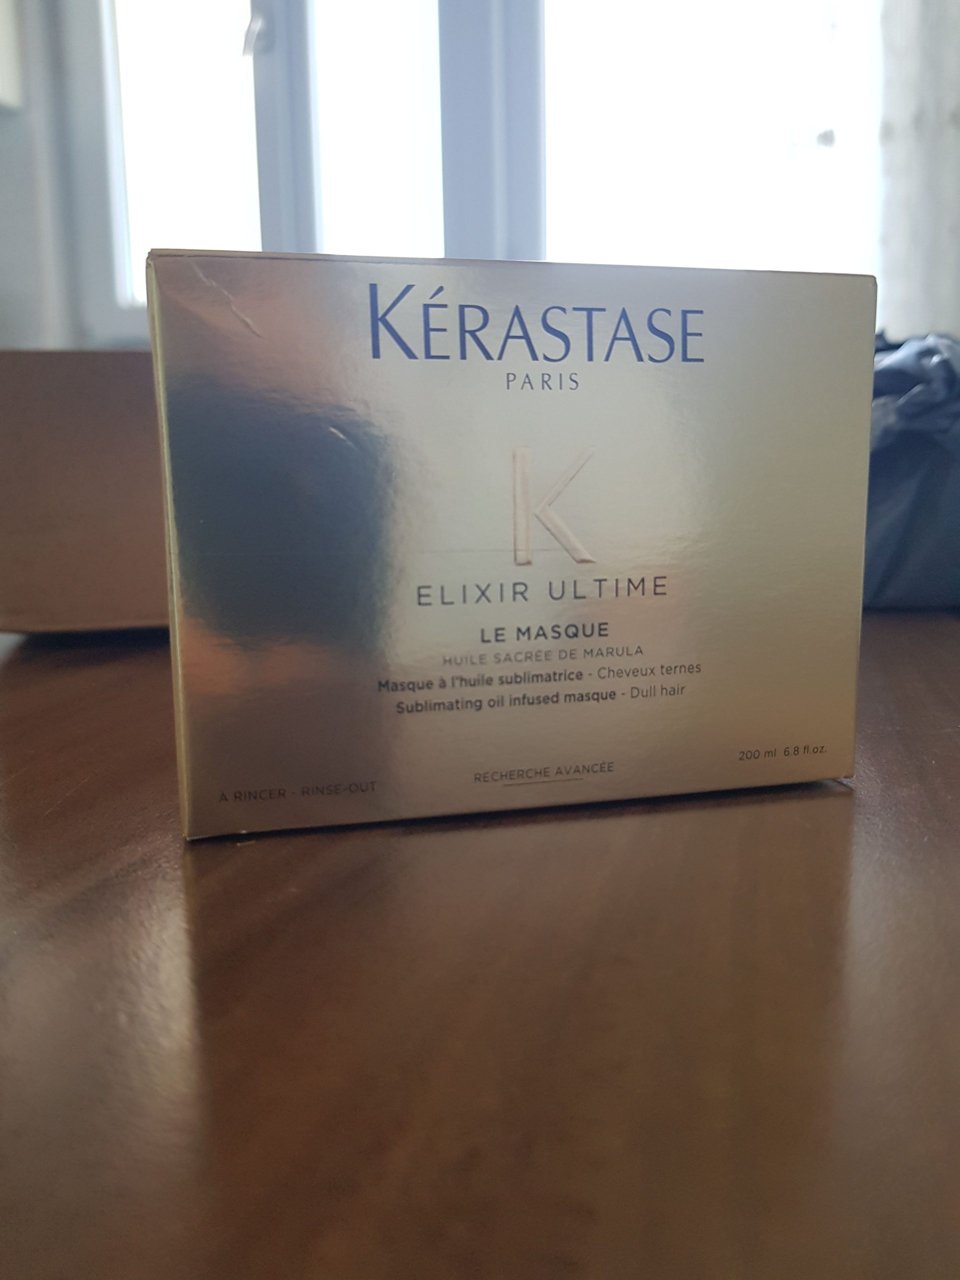 KÉRASTASE
PARIS
K
ELIXIR ULTIME
LE MASQUE
HUILE SACRÉE DE MARULA
Masque à l'huile sublimatrice - Cheveux ternes
Sublimating oil infused masque - Dull hair
200 ml 6.8 fl.oz.
RECHERCHE AVANCÉE
À RINCER - RINSE-OUT